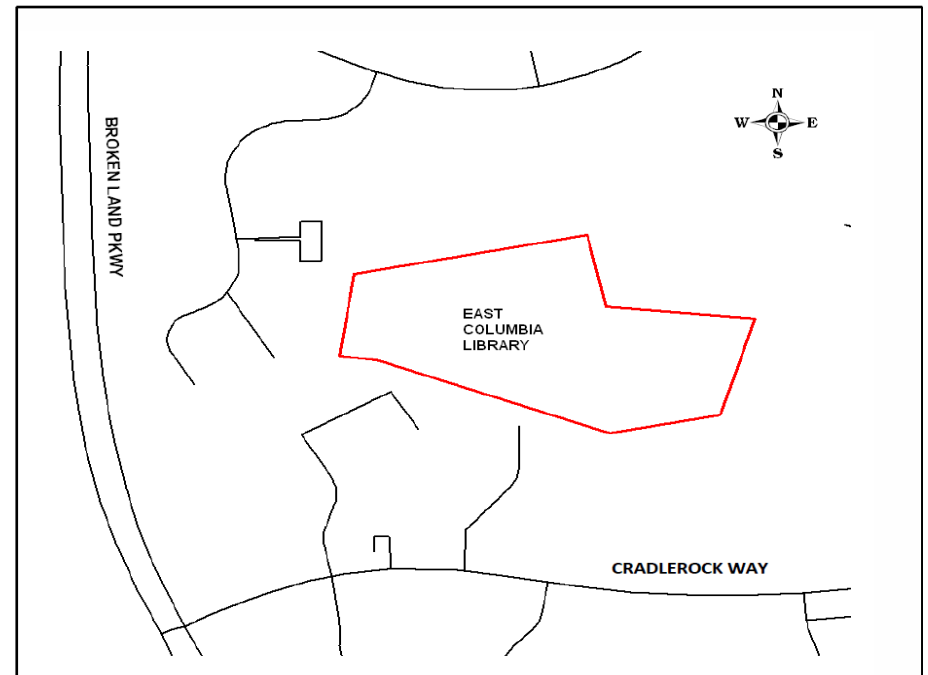 N
W E
S
BROKEN LAND PKWY
EAST
COLUMBIA
LIBRARY
CRADLEROCK WAY